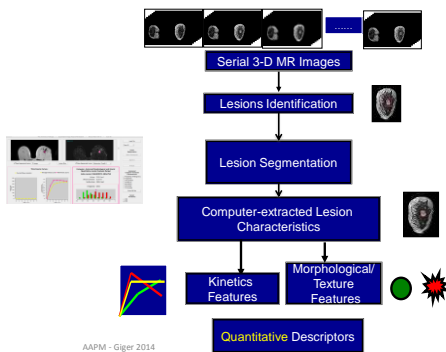 ......
Serial 3-D MR Images
Lesions Identification
Lesion Segmentation
Computer-extracted Lesion
Characteristics
Kinetics
Features
Morphological/
Texture
Features
Quantitative Descriptors
AAPM - Giger 2014